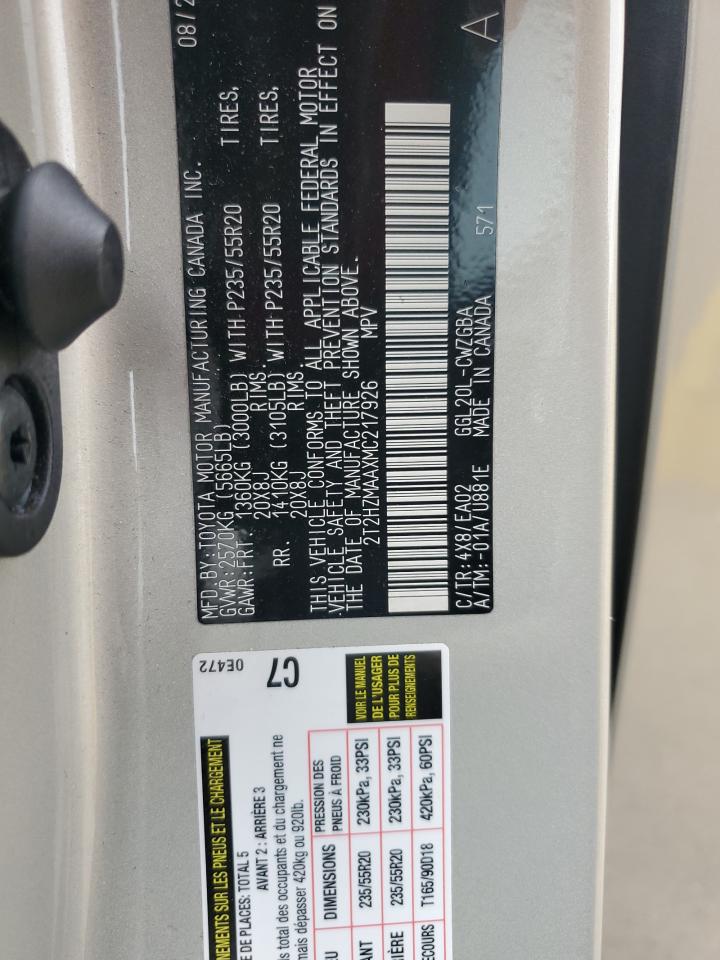 MFD.BY:TOYOTA MOTOR MANUFACTURING CANADA INC. 08/2
GVWR:2570KG (5665LB)
GAWR:FRT. 1360KG (3000LB) WITH P235/55R20 TIRES,
20X8J RIMS.
RR. 1410KG (3105LB) WITH P235/55R20 TIRES,
20X8J RIMS.
THIS VEHICLE CONFORMS TO ALL APPLICABLE FEDERAL MOTOR
VEHICLE SAFETY AND THEFT PREVENTION STANDARDS IN EFFECT ON
THE DATE OF MANUFACTURE SHOWN ABOVE.
2T2HZMAAXMC217926 MPV
C/TR:4X8/EA02 GGL20L-CWZGBA
A/TM:-01A/U881E MADE IN CANADA 571 A
0E472
C7
NEMENTS SUR LES PNEUS ET LE CHARGEMENT
E DE PLACES: TOTAL 5
AVANT 2 : ARRIÈRE 3
s total des occupants et du chargement ne
mais dépasser 420kg ou 920lb.
U DIMENSIONS PRESSION DES PNEUS À FROID
ANT 235/55R20 230kPa, 33PSI
IÈRE 235/55R20 230kPa, 33PSI
ECOURS T165/90D18 420kPa, 60PSI
VOIR LE MANUEL
DE L'USAGER
POUR PLUS DE
RENSEIGNEMENTS